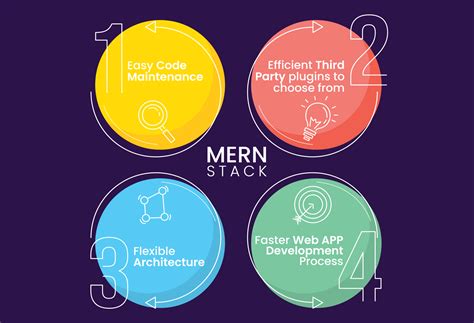 1
Easy Code
Maintenance
2
Efficient Third
Party plugins to
choose from
MERN
STACK
3
Flexible
Architecture
4
Faster Web APP
Development
Process